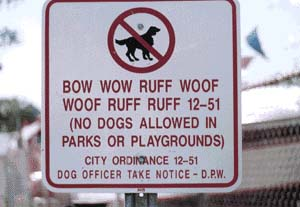 BOW WOW RUFF WOOF
WOOF RUFF RUFF 12-51
(NO DOGS ALLOWED IN
PARKS OR PLAYGROUNDS)
CITY ORDINANCE 12-51
DOG OFFICER TAKE NOTICE - D.P.W.